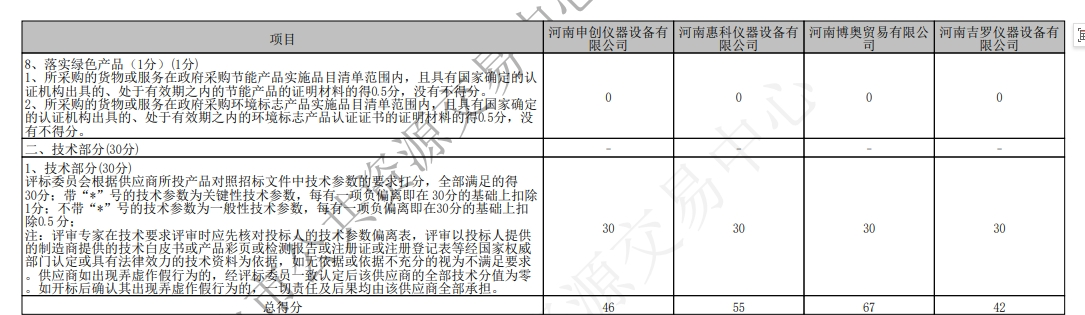 项目
河南申创仪器设备有
限公司
河南惠科仪器设备有
限公司
河南博奥贸易有限公
司
河南吉罗仪器设备有
限公司
8、落实绿色产品（1分）(1分)
1、所采购的货物或服务在政府采购节能产品实施品目清单范围内，且具有国家确定的认
证机构出具的、处于有效期之内的节能产品的证明材料的得0.5分，没有不得分。
2、所采购的货物或服务在政府采购环境标志产品实施品目清单范围内，且具有国家确定
的认证机构出具的、处于有效期之内的环境标志产品认证证书的证明材料的得0.5分，没
有不得分。
0
0
0
0
二、技术部分(30分)
-
-
-
-
1、技术部分(30分)
评标委员会根据供应商所投产品对照招标文件中技术参数的要求打分，全部满足的得
30分；带“*”号的技术参数为关键性技术参数，每有一项负偏离即在 30分的基础上扣除
1分；不带“*”号的技术参数为一般性技术参数，每有一项负偏离即在30分的基础上扣
除0.5 分；
注：评审专家在技术要求评审时应先核对投标人的技术参数偏离表，评审以投标人提供
的制造商提供的技术白皮书或产品彩页或检测报告或注册证或注册登记表等经国家权威
部门认定或具有法律效力的技术资料为依据，如无依据或依据不充分的视为不满足要求
。供应商如出现弄虚作假行为的，经评标委员一致认定后该供应商的全部技术分值为零
。如开标后确认其出现弄虚作假行为的，一切责任及后果均由该供应商全部承担。
30
30
30
30
总得分
46
55
67
42
市公共资源交易中心
源交易中心